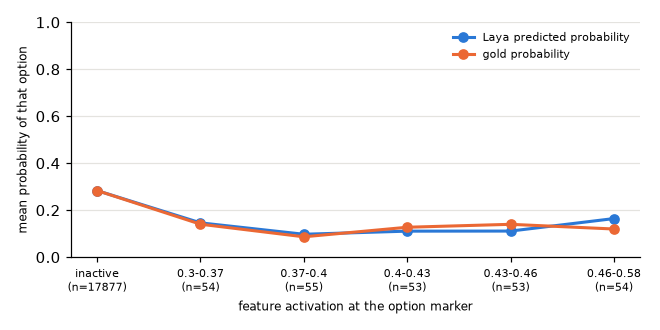 1.0
0.8
0.6
0.4
0.2
0.0
mean probability of that option
Laya predicted probability
gold probability
inactive
(n=17877)
0.3-0.37
(n=54)
0.37-0.4
(n=55)
0.4-0.43
(n=53)
0.43-0.46
(n=53)
0.46-0.58
(n=54)
feature activation at the option marker